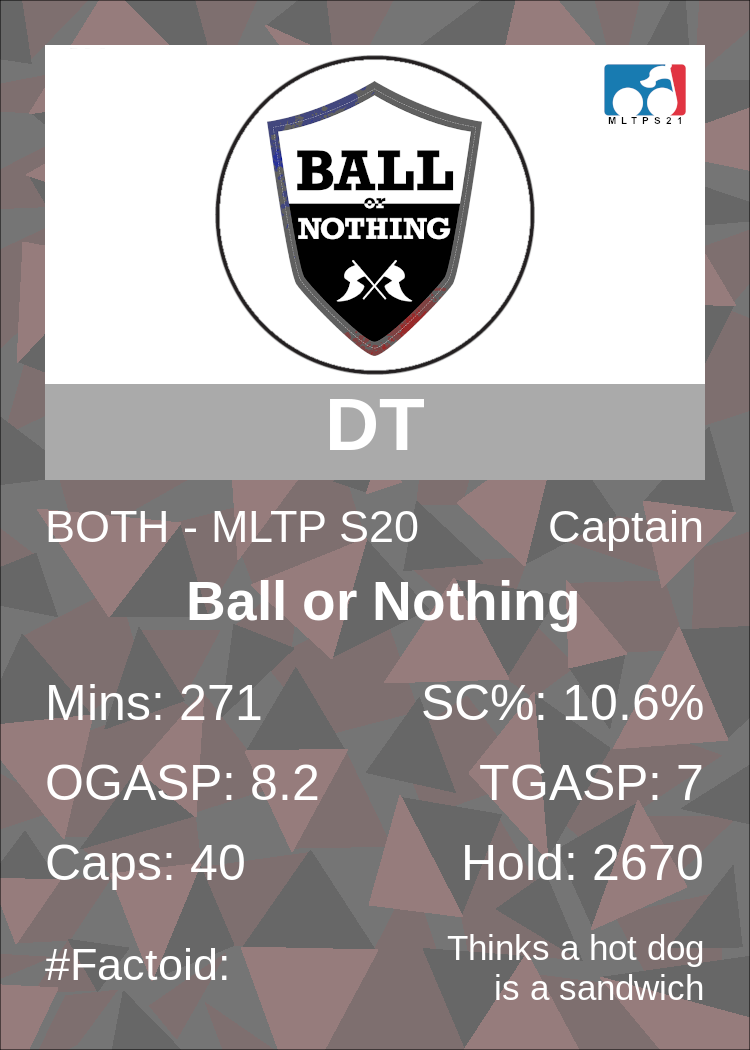 MLTPS21
BALL
or
NOTHING
DT
BOTH - MLTP S20 Captain
Ball or Nothing
Mins: 271 SC%: 10.6%
OGASP: 8.2 TGASP: 7
Caps: 40 Hold: 2670
#Factoid: Thinks a hot dog
is a sandwich